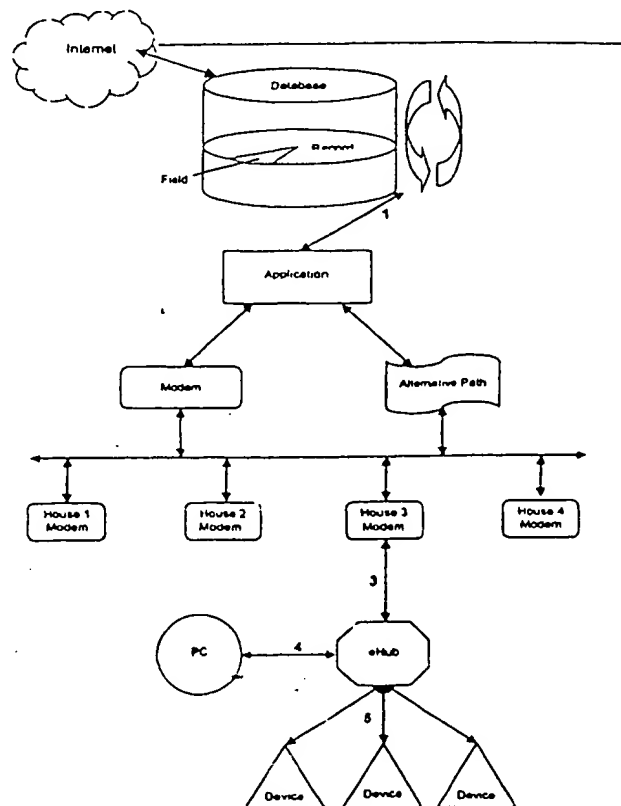 Internet
Database
Record
Field
1
Application
Modem
Alternative Path
House 1
Modem
House 2
Modem
House 3
Modem
House 4
Modem
3
PC
4
eHub
5
Device
Device
Device